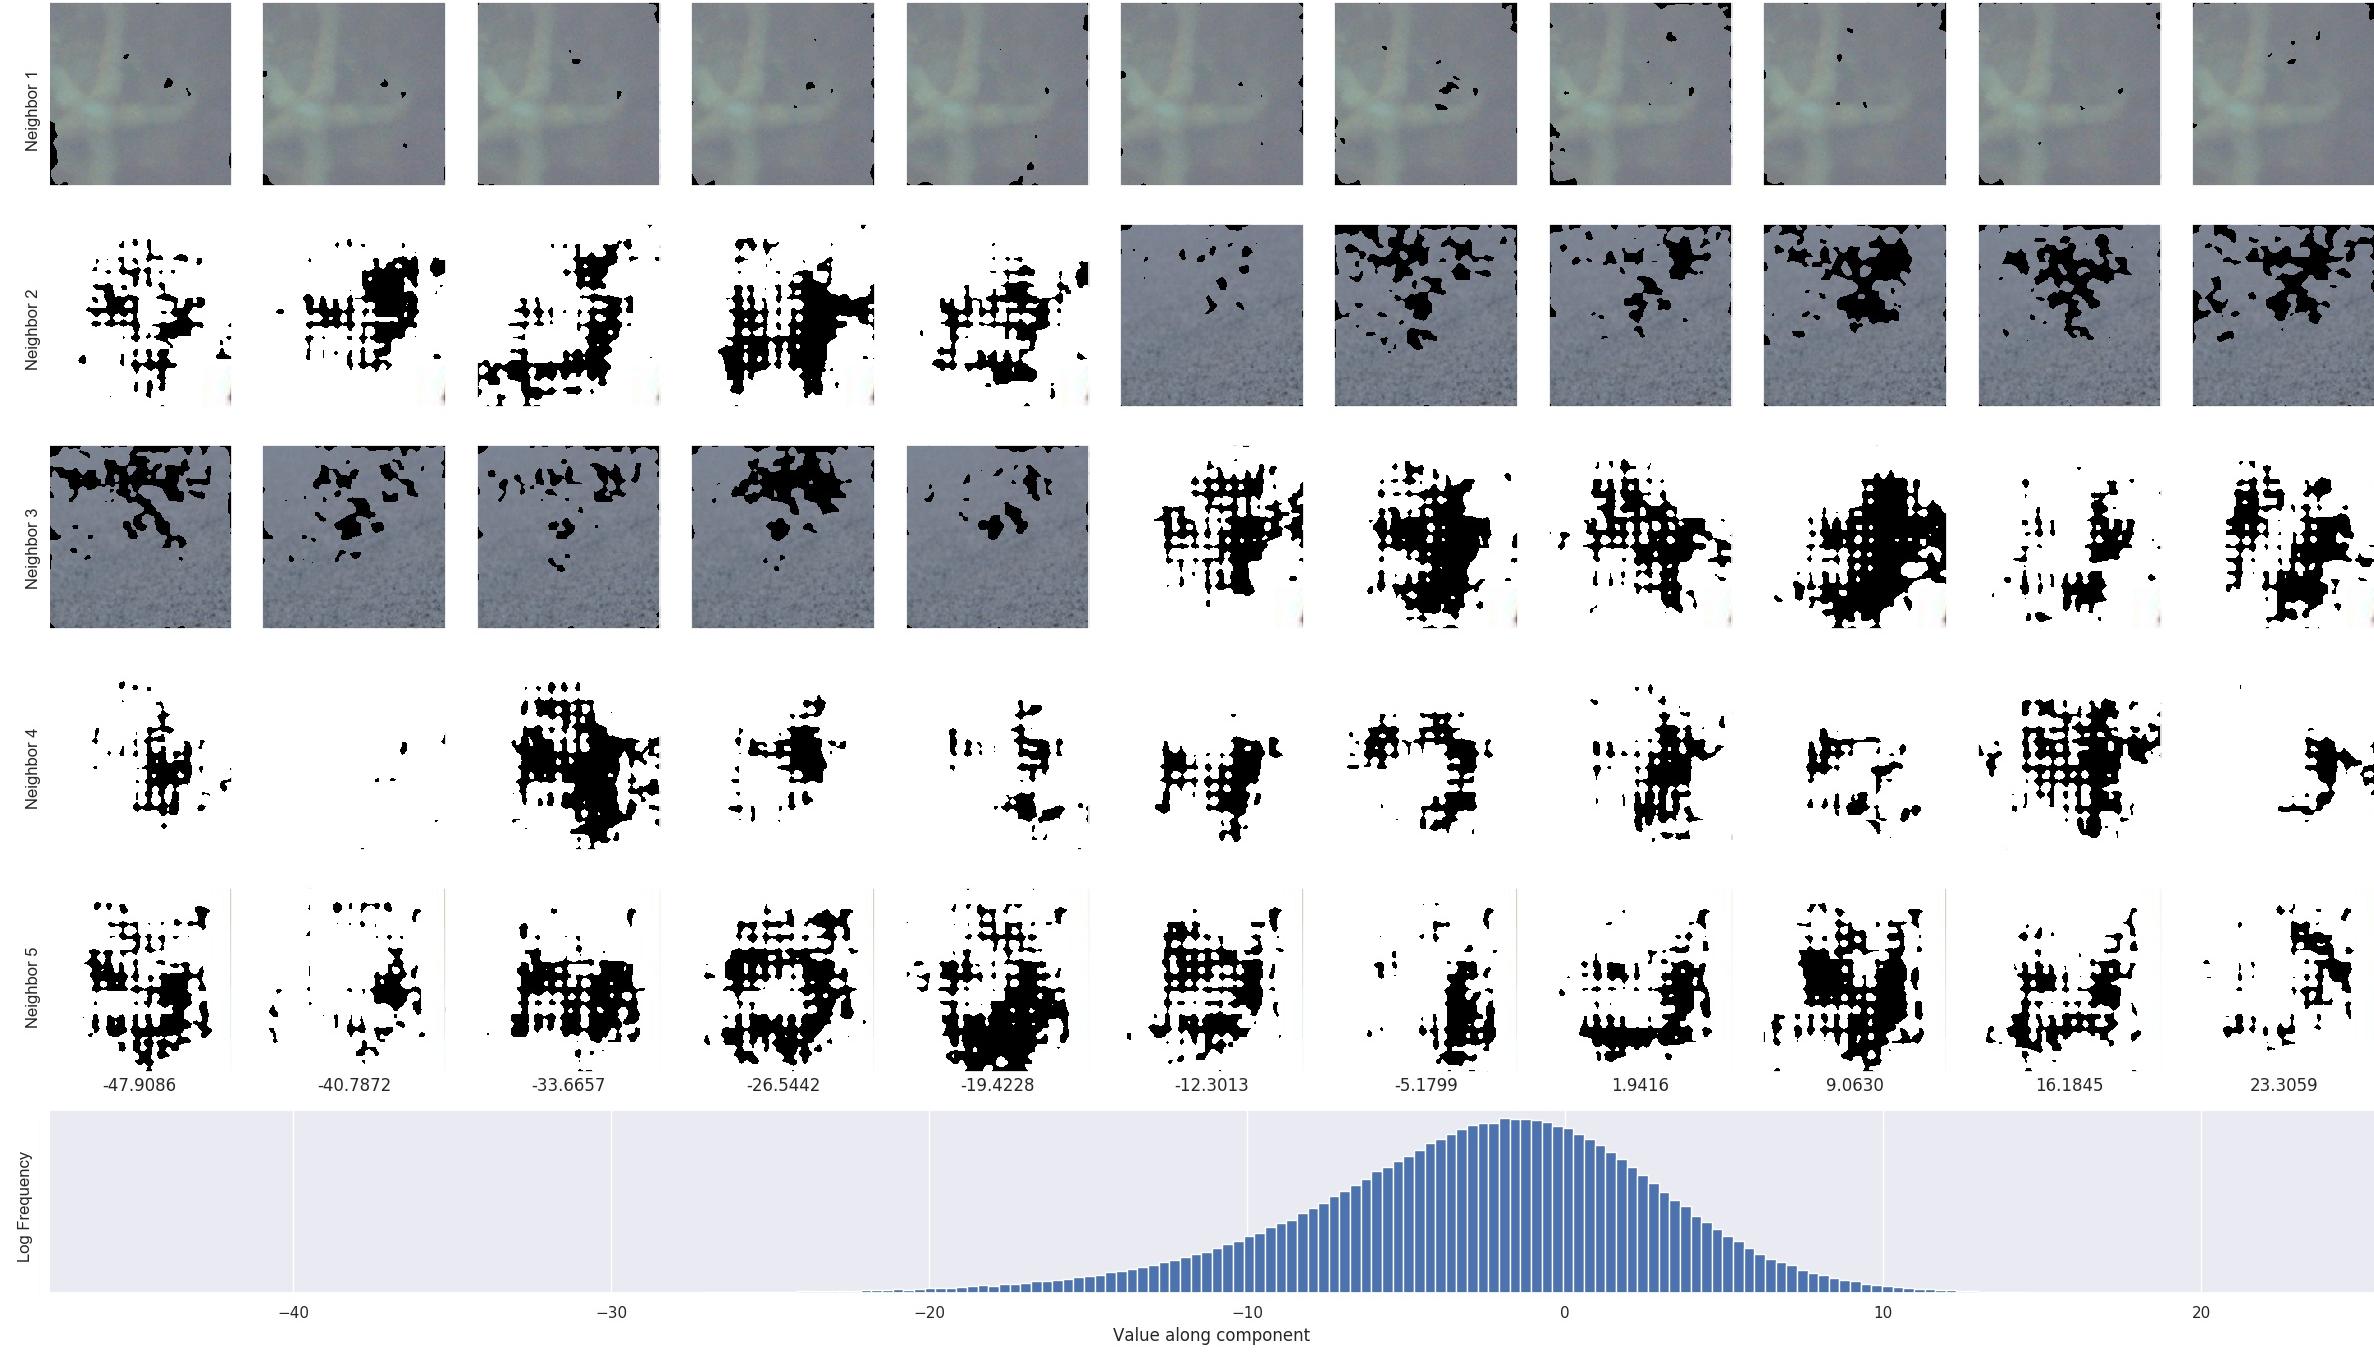 Neighbor 1
Neighbor 2
Neighbor 3
Neighbor 4
Neighbor 5
-47.9086 -40.7872 -33.6657 -26.5442 -19.4228 -12.3013 -5.1799 1.9416 9.0630 16.1845 23.3059
Log Frequency
−40 −30 −20 −10 0 10 20
Value along component